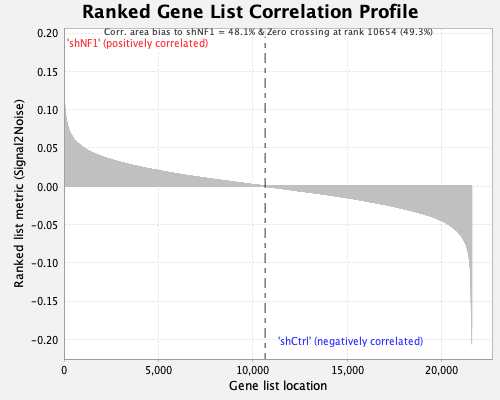 Ranked Gene List Correlation Profile
Corr. area bias to shNF1 = 48.1% & Zero crossing at rank 10654 (49.3%)
'shNF1' (positively correlated)
0.20
0.15
0.10
0.05
0.00
-0.05
-0.10
-0.15
-0.20
Ranked list metric (Signal2Noise)
'shCtrl' (negatively correlated)
0 5,000 10,000 15,000 20,000
Gene list location